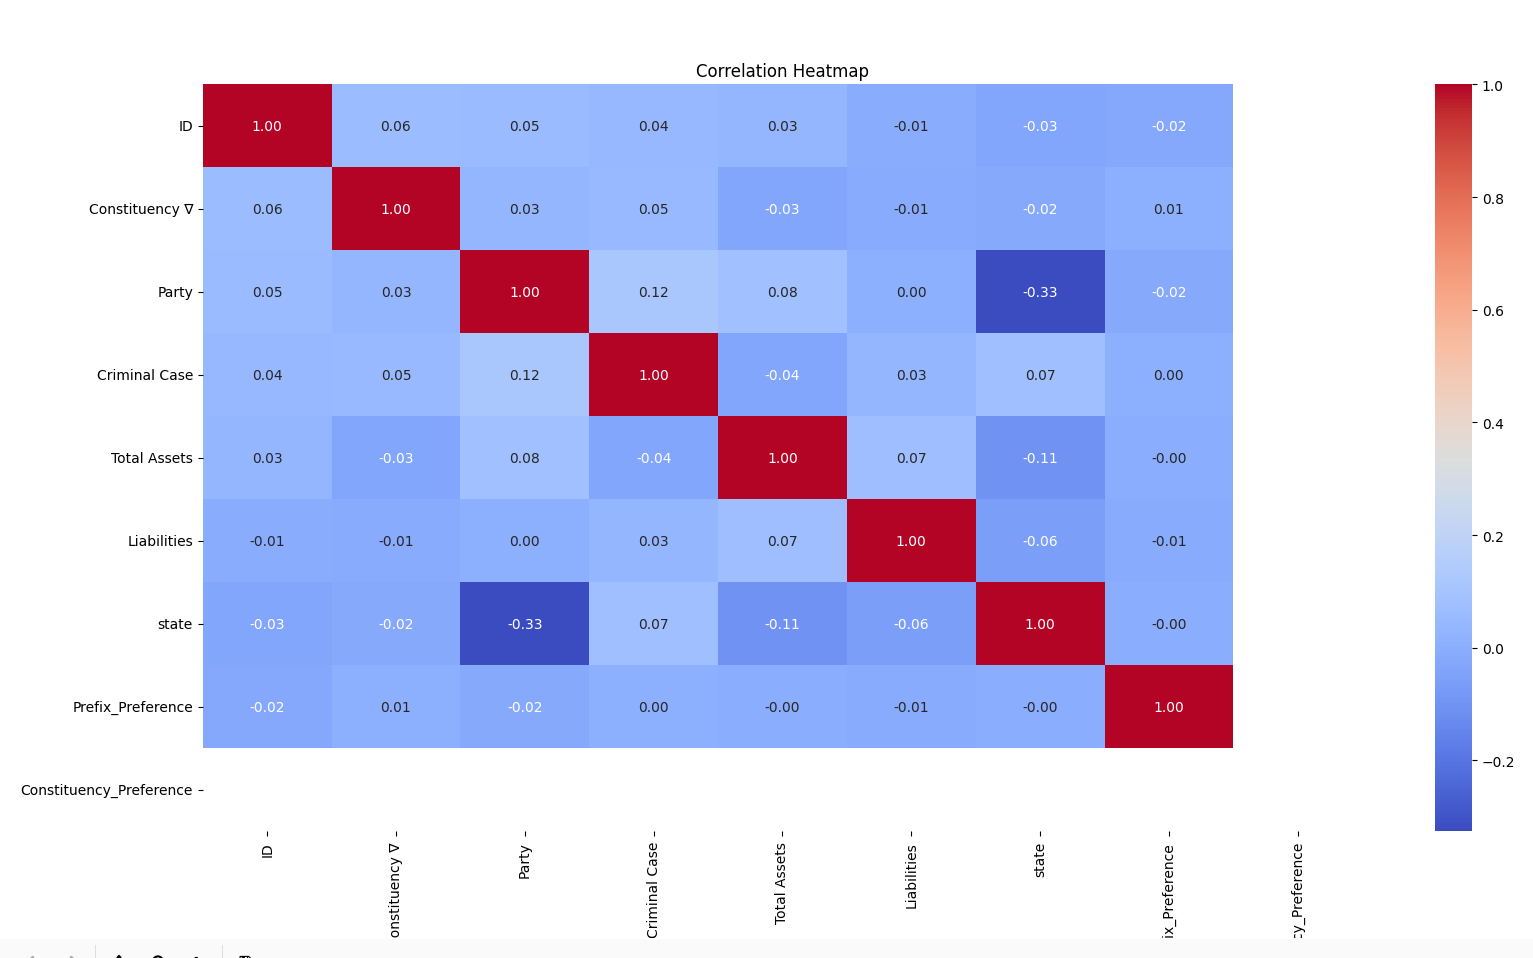 Correlation Heatmap
ID 1.00 0.06 0.05 0.04 0.03 -0.01 -0.03 -0.02
Constituency ∇ 0.06 1.00 0.03 0.05 -0.03 -0.01 -0.02 0.01
Party 0.05 0.03 1.00 0.12 0.08 0.00 -0.33 -0.02
Criminal Case 0.04 0.05 0.12 1.00 -0.04 0.03 0.07 0.00
Total Assets 0.03 -0.03 0.08 -0.04 1.00 0.07 -0.11 -0.00
Liabilities -0.01 -0.01 0.00 0.03 0.07 1.00 -0.06 -0.01
state -0.03 -0.02 -0.33 0.07 -0.11 -0.06 1.00 -0.00
Prefix_Preference -0.02 0.01 -0.02 0.00 -0.00 -0.01 -0.00 1.00
Constituency_Preference
ID
onstituency ∇
Party
Criminal Case
Total Assets
Liabilities
state
ix_Preference
cy_Preference
1.0
0.8
0.6
0.4
0.2
0.0
−0.2